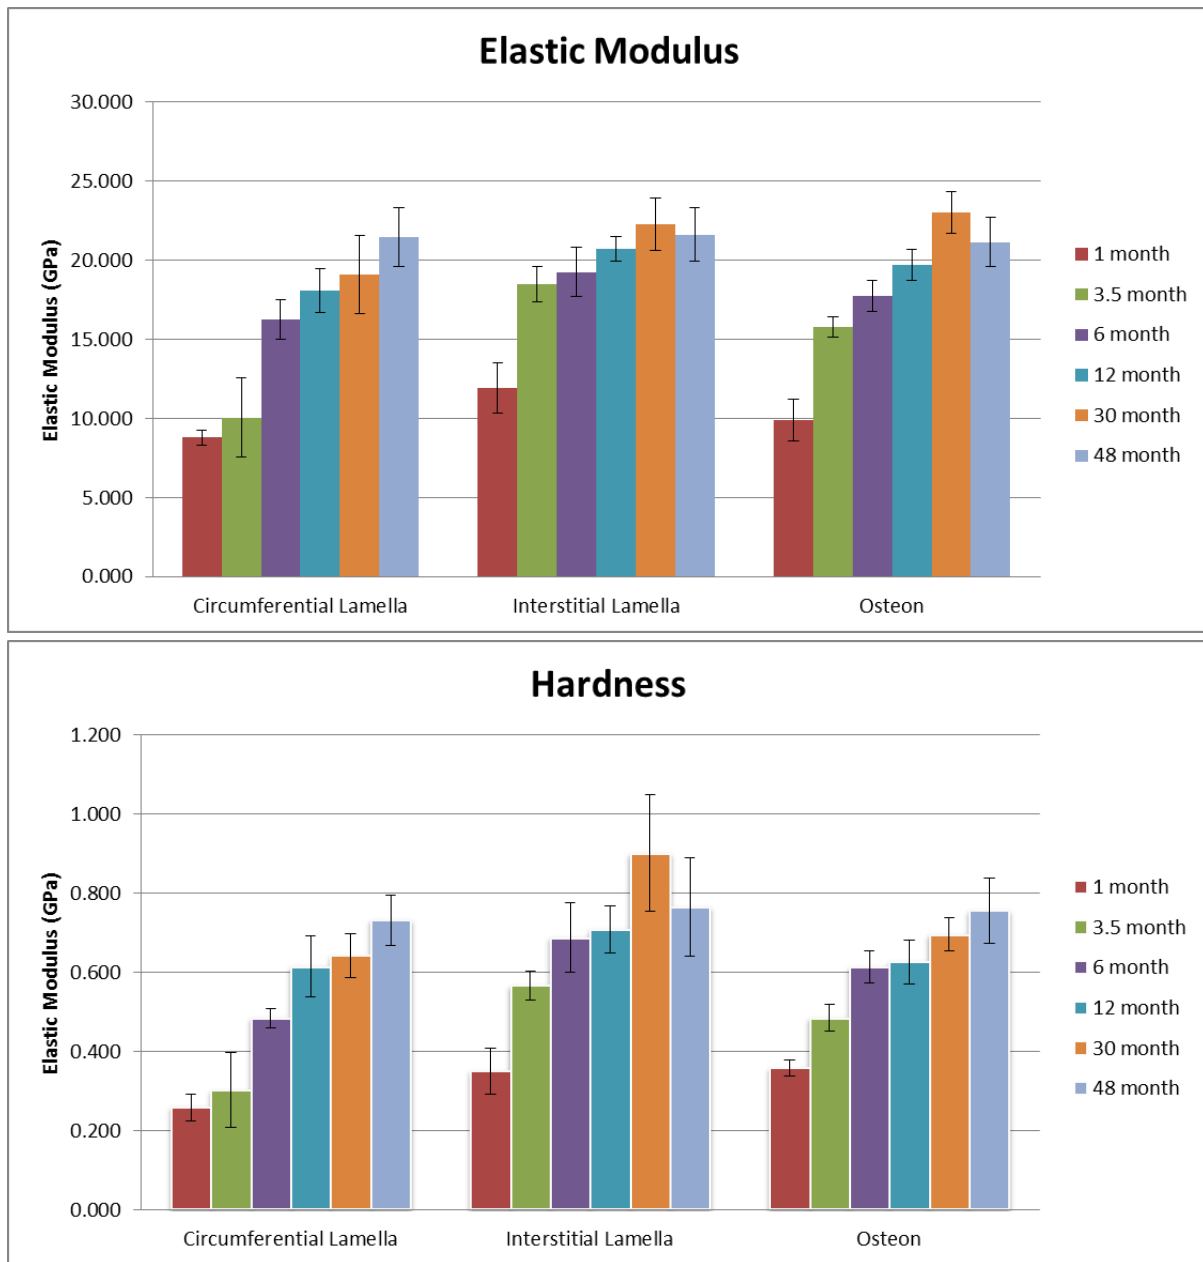 Elastic Modulus
30.000
25.000
20.000
15.000
10.000
5.000
0.000
Elastic Modulus (GPa)
Circumferential Lamella
Interstitial Lamella
Osteon
1 month
3.5 month
6 month
12 month
30 month
48 month
Hardness
1.200
1.000
0.800
0.600
0.400
0.200
0.000
Elastic Modulus (GPa)
Circumferential Lamella
Interstitial Lamella
Osteon
1 month
3.5 month
6 month
12 month
30 month
48 month